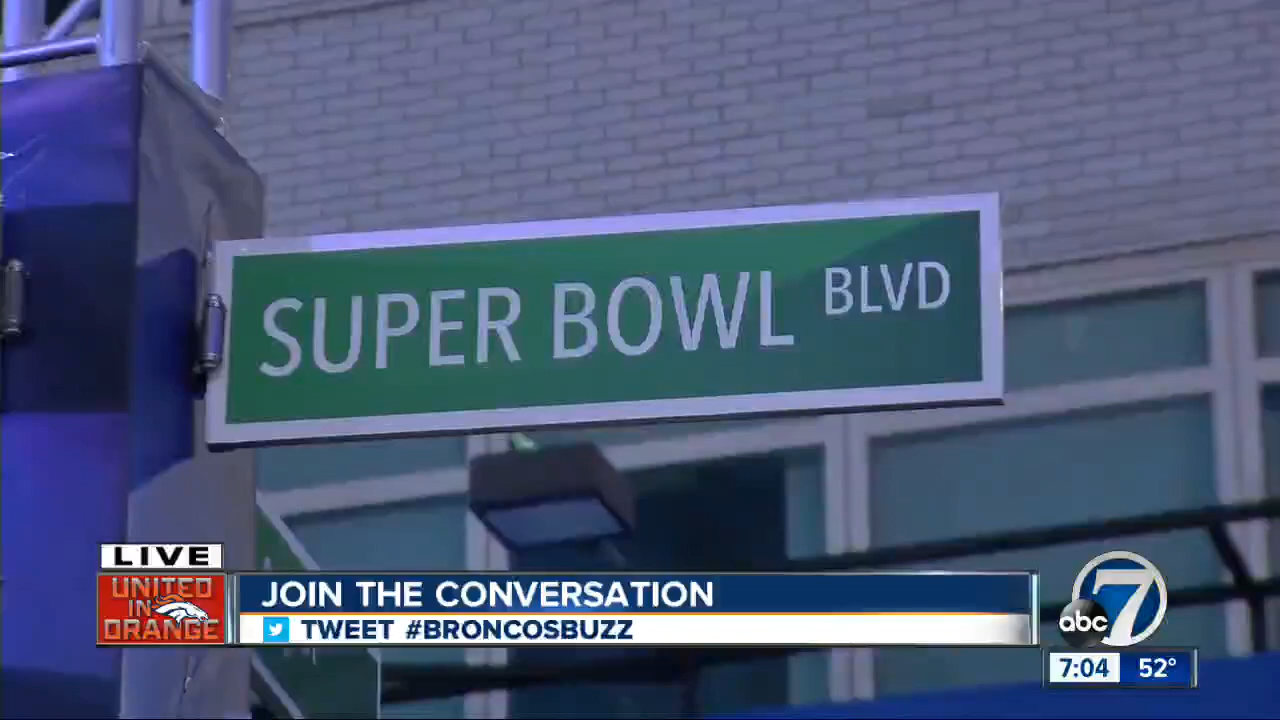 SUPER BOWL BLVD
LIVE
UNITED
IN
ORANGE
JOIN THE CONVERSATION
TWEET #BRONCOSBUZZ
abc 7
7:04 52°